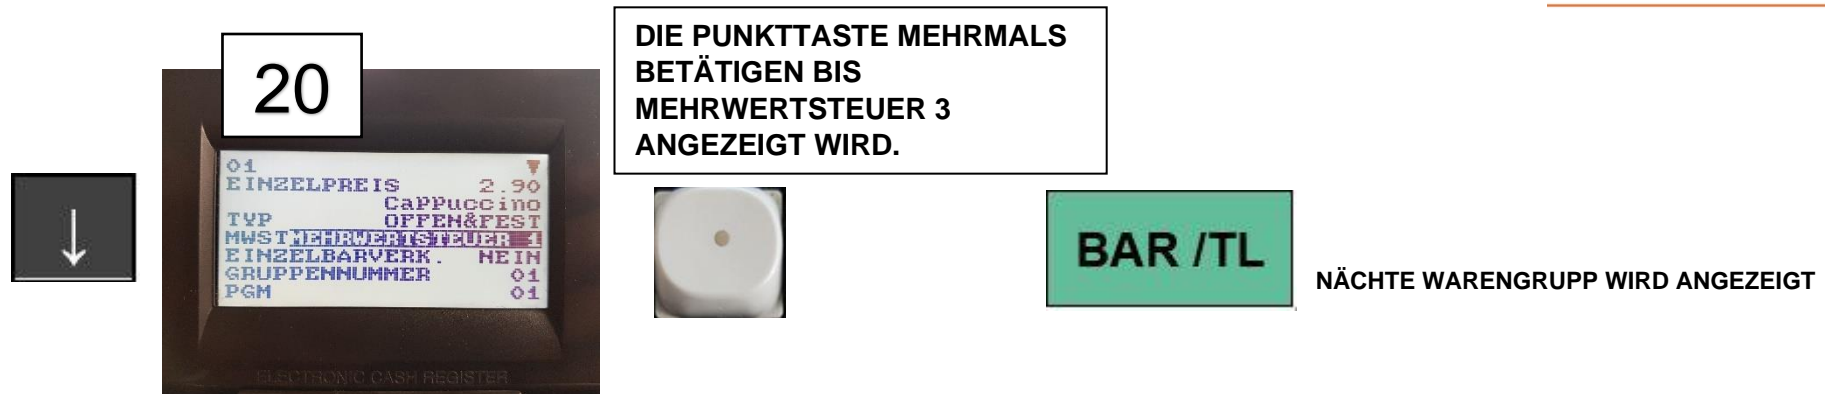 20
DIE PUNKTTASTE MEHRMALS
BETÄTIGEN BIS
MEHRWERTSTEUER 3
ANGEZEIGT WIRD.
01
EINZELPREIS 2.90
Cappuccino
TYP OFFEN&FEST
MWST MEHRWERTSTEUER 1
EINZELBARVERK. NEIN
GRUPPENNUMMER 01
PGM 01
ELECTRONIC CASH REGISTER
BAR /TL
NÄCHTE WARENGRUPP WIRD ANGEZEIGT